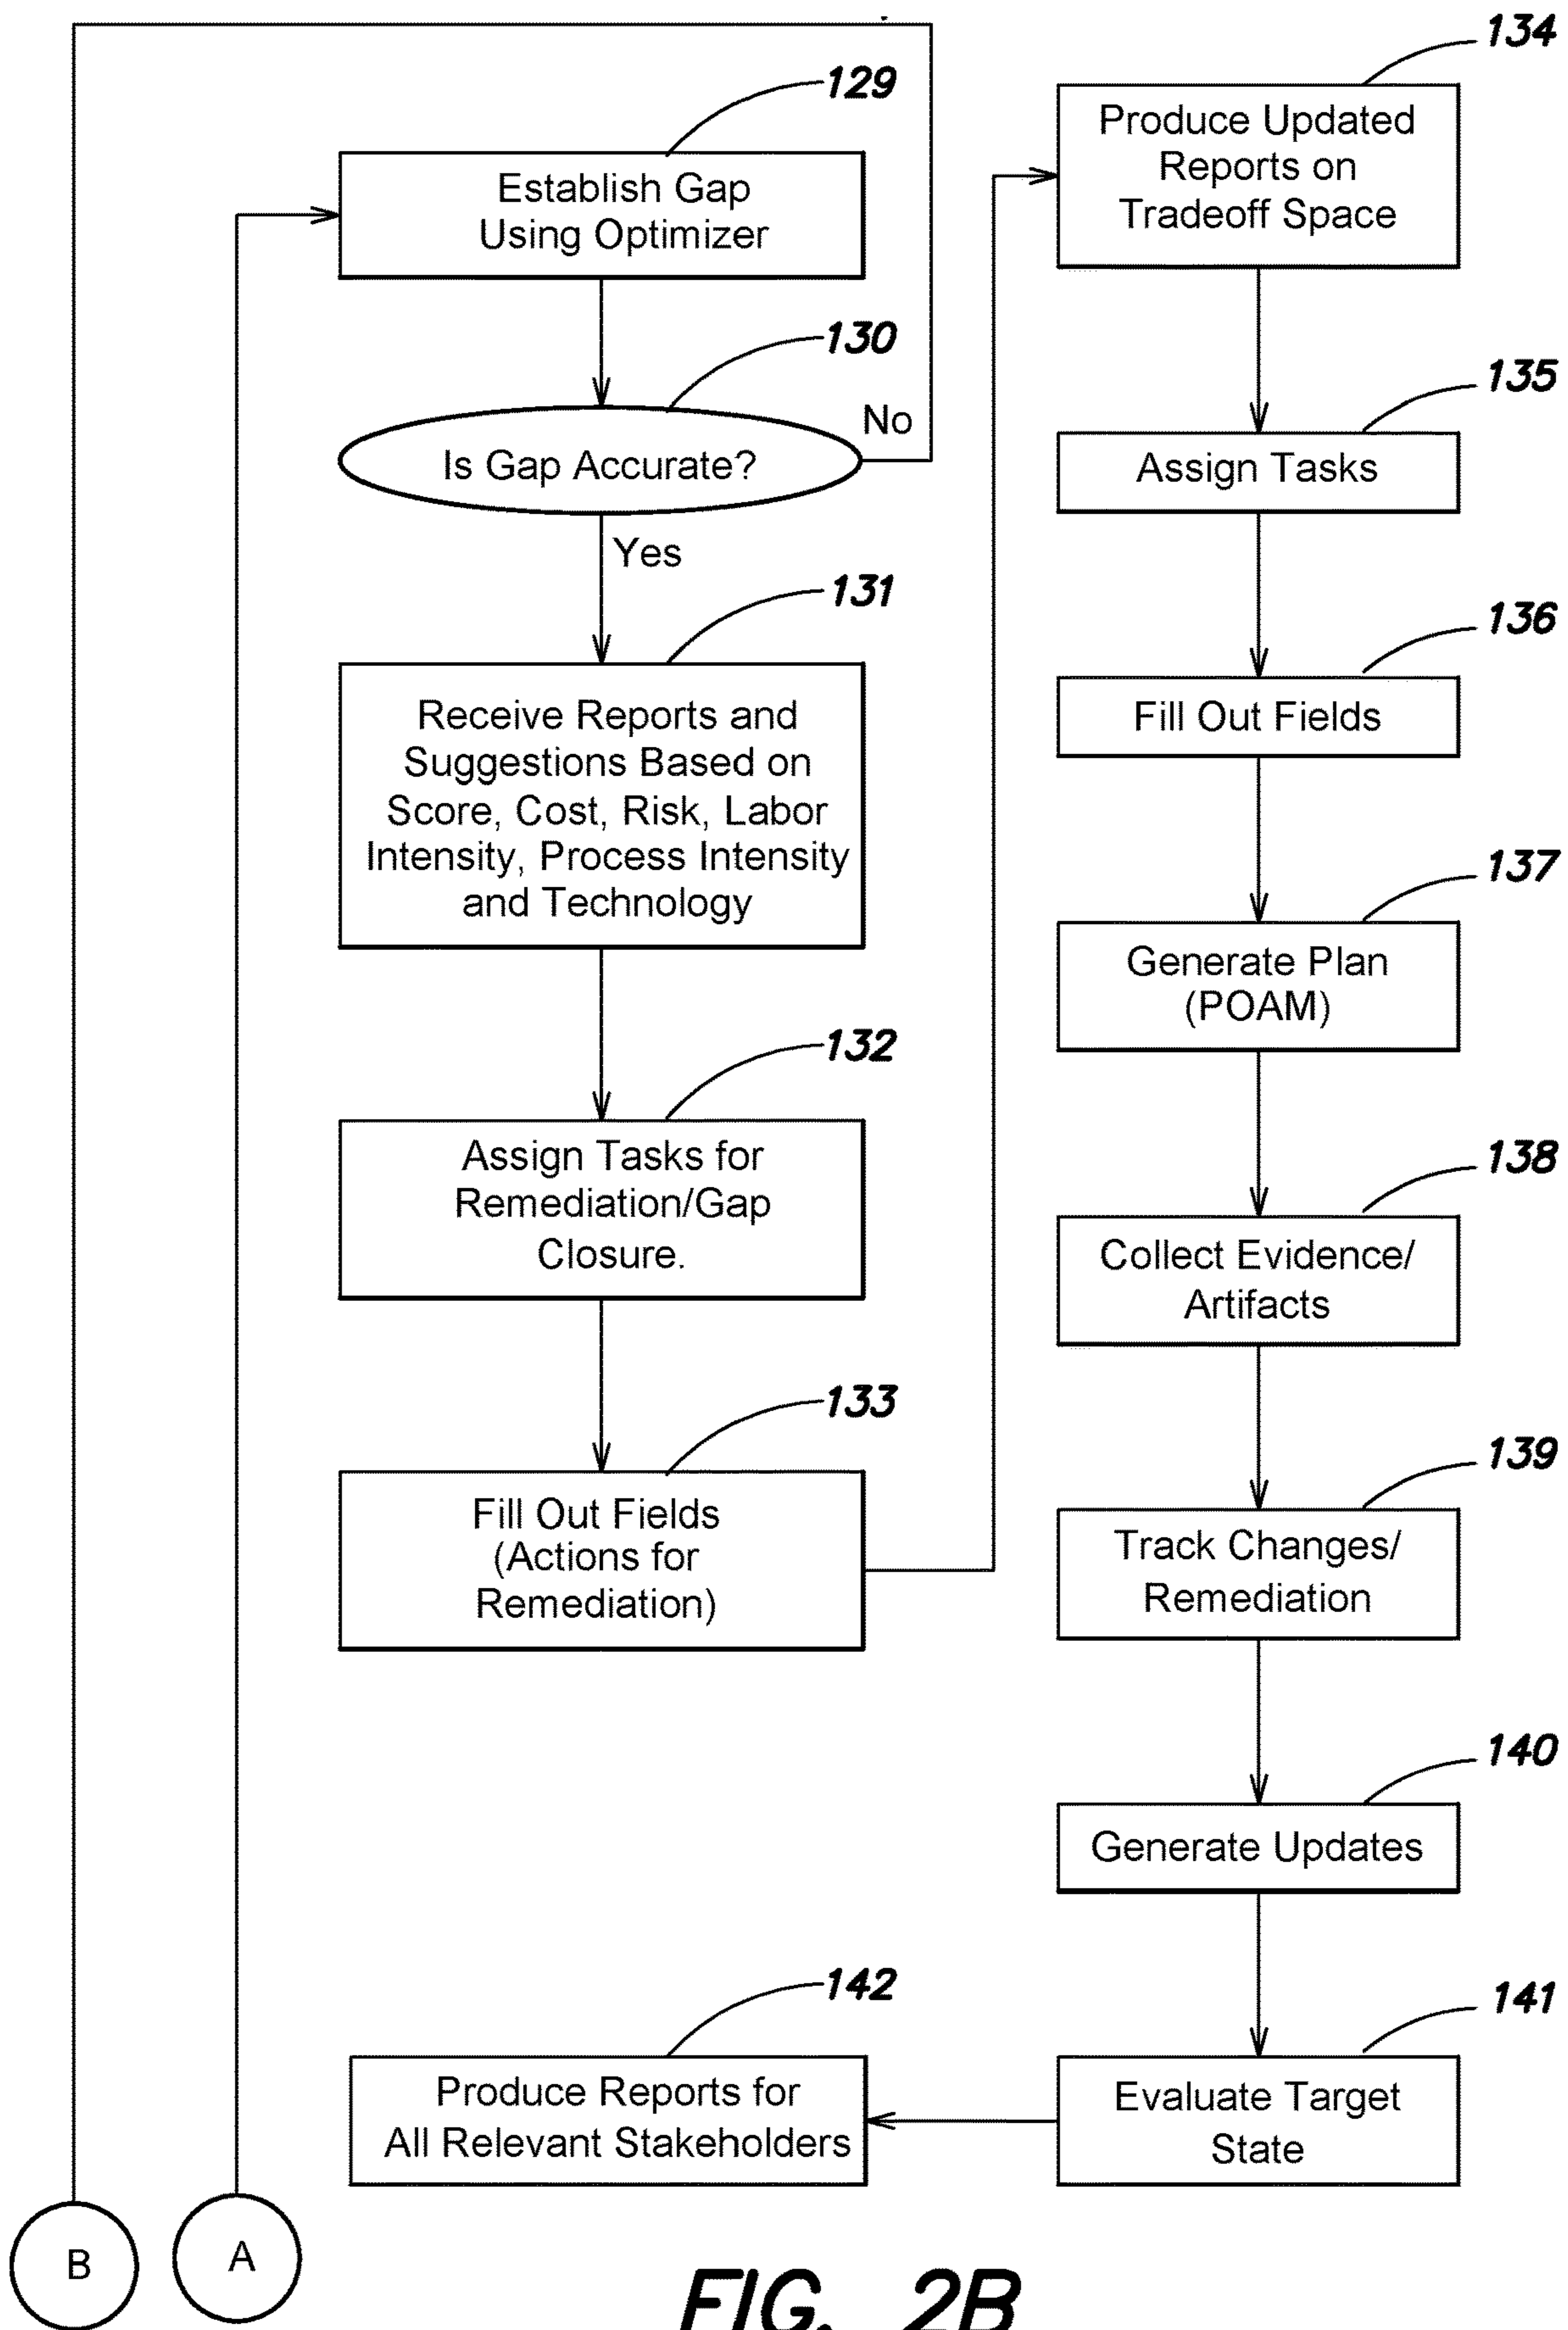 129
Establish Gap
Using Optimizer
130
Is Gap Accurate?
No
Yes
131
Receive Reports and
Suggestions Based on
Score, Cost, Risk, Labor
Intensity, Process Intensity
and Technology
132
Assign Tasks for
Remediation/Gap
Closure.
133
Fill Out Fields
(Actions for
Remediation)
134
Produce Updated
Reports on
Tradeoff Space
135
Assign Tasks
136
Fill Out Fields
137
Generate Plan
(POAM)
138
Collect Evidence/
Artifacts
139
Track Changes/
Remediation
140
Generate Updates
141
Evaluate Target
State
142
Produce Reports for
All Relevant Stakeholders
B
A
FIG. 2B